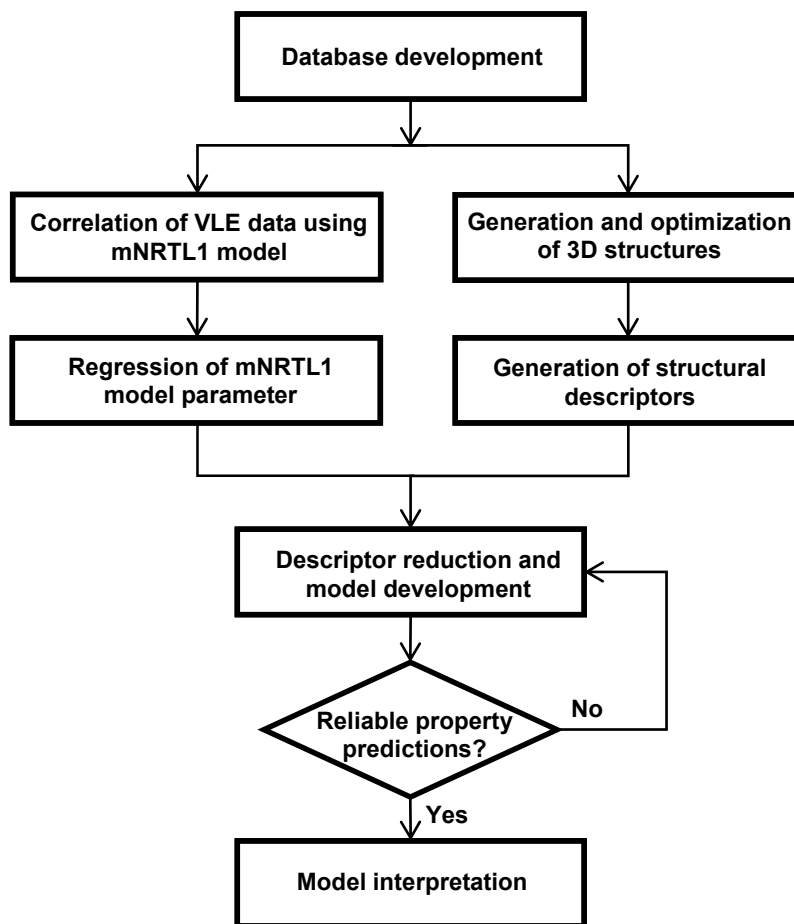 Database development
Correlation of VLE data using
mNRTL1 model
Generation and optimization
of 3D structures
Regression of mNRTL1
model parameter
Generation of structural
descriptors
Descriptor reduction and
model development
Reliable property
predictions?
No
Yes
Model interpretation